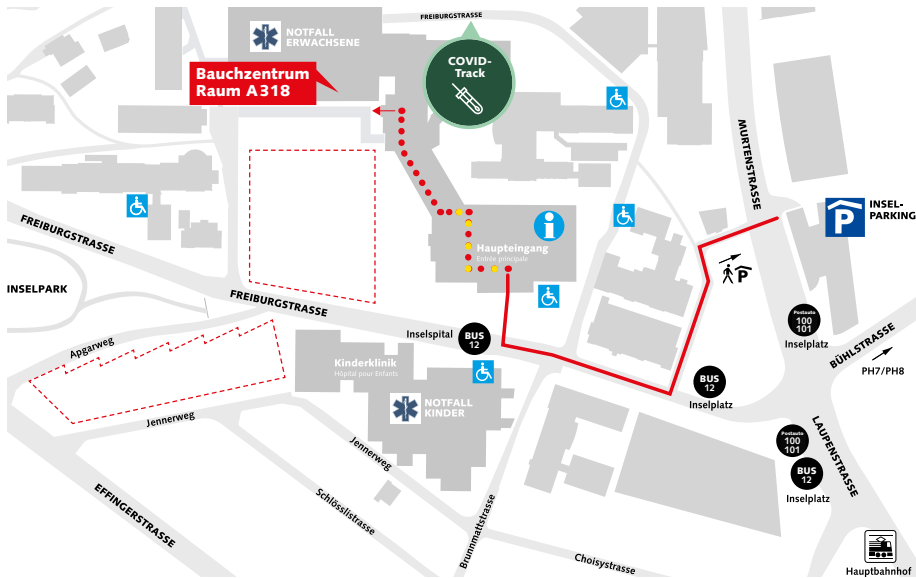 FREIBURGSTRASSE
NOTFALL
ERWACHSENE
COVID-
Track
Bauchzentrum
Raum A318
MURTENSTRASSE
INSEL-
PARKING
P
FREIBURGSTRASSE
i
Haupteingang
Entrée principale
P
INSELPARK
FREIBURGSTRASSE
Postauto
100
101
Inselplatz
Inselspital
BUS
12
BÜHLSTRASSE
PH7/PH8
Apgarweg
Kinderklinik
Hôpital pour Enfants
BUS
12
Inselplatz
NOTFALL
KINDER
Jennerweg
LAUPENSTRASSE
Postauto
100
101
BUS
12
Inselplatz
Jennerweg
EFFINGERSTRASSE
Schlösslistrasse
Brunnmattstrasse
Choisystrasse
Hauptbahnhof